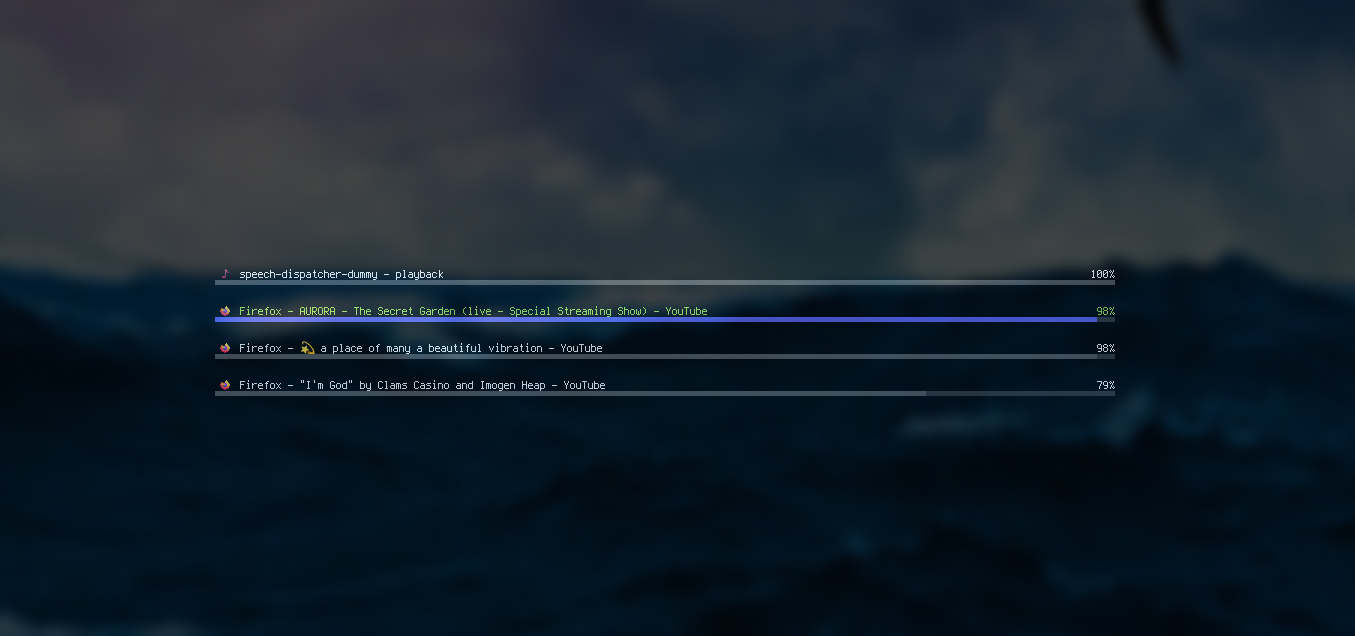 speech-dispatcher-dummy - playback 100%
Firefox - AURORA - The Secret Garden (live - Special Streaming Show) - YouTube 98%
Firefox - 💫 a place of many a beautiful vibration - YouTube 98%
Firefox - "I'm God" by Clams Casino and Imogen Heap - YouTube 79%